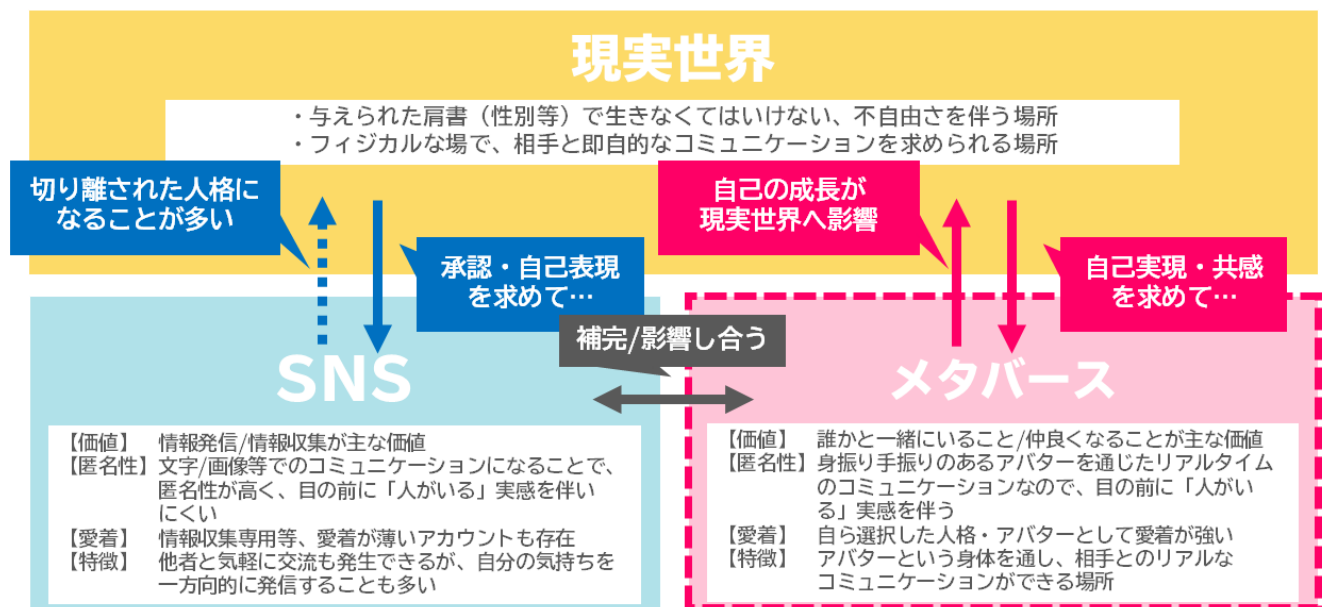 現実世界
・与えられた肩書（性別等）で生きなくてはいけない、不自由さを伴う場所
・フィジカルな場で、相手と即自的なコミュニケーションを求められる場所
切り離された人格に
なることが多い
承認・自己表現
を求めて…
自己の成長が
現実世界へ影響
自己実現・共感
を求めて…
補完/影響し合う
SNS
【価値】 情報発信/情報収集が主な価値
【匿名性】文字/画像等でのコミュニケーションになることで、
匿名性が高く、目の前に「人がいる」実感を伴い
にくい
【愛着】 情報収集専用等、愛着が薄いアカウントも存在
【特徴】 他者と気軽に交流も発生できるが、自分の気持ちを
一方向的に発信することも多い
メタバース
【価値】 誰かと一緒にいること/仲良くなることが主な価値
【匿名性】身振り手振りのあるアバターを通じたリアルタイム
のコミュニケーションなので、目の前に「人がい
る」実感を伴う
【愛着】 自ら選択した人格・アバターとして愛着が強い
【特徴】 アバターという身体を通し、相手とのリアルな
コミュニケーションができる場所